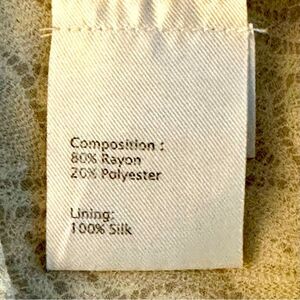 Composition :
80% Rayon
20% Polyester
Lining:
100% Silk